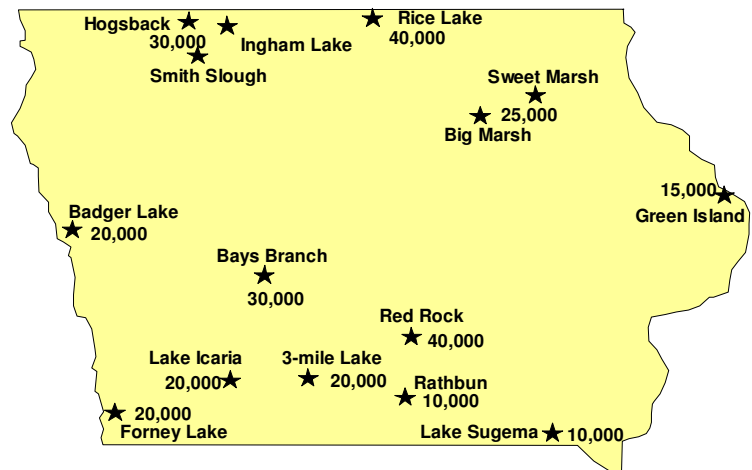 Hogsback
30,000
Ingham Lake
Smith Slough
Rice Lake
40,000
Sweet Marsh
25,000
Big Marsh
15,000
Green Island
Badger Lake
20,000
Bays Branch
30,000
Red Rock
40,000
Lake Icaria
20,000
3-mile Lake
20,000
Rathbun
10,000
20,000
Forney Lake
Lake Sugema
10,000